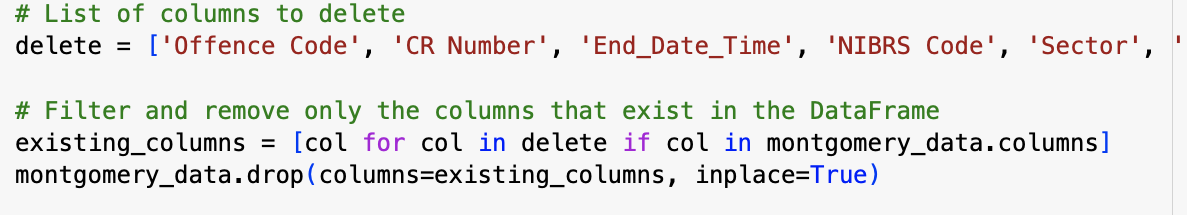 # List of columns to delete
delete = ['Offence Code', 'CR Number', 'End_Date_Time', 'NIBRS Code', 'Sector', '
# Filter and remove only the columns that exist in the DataFrame
existing_columns = [col for col in delete if col in montgomery_data.columns]
montgomery_data.drop(columns=existing_columns, inplace=True)